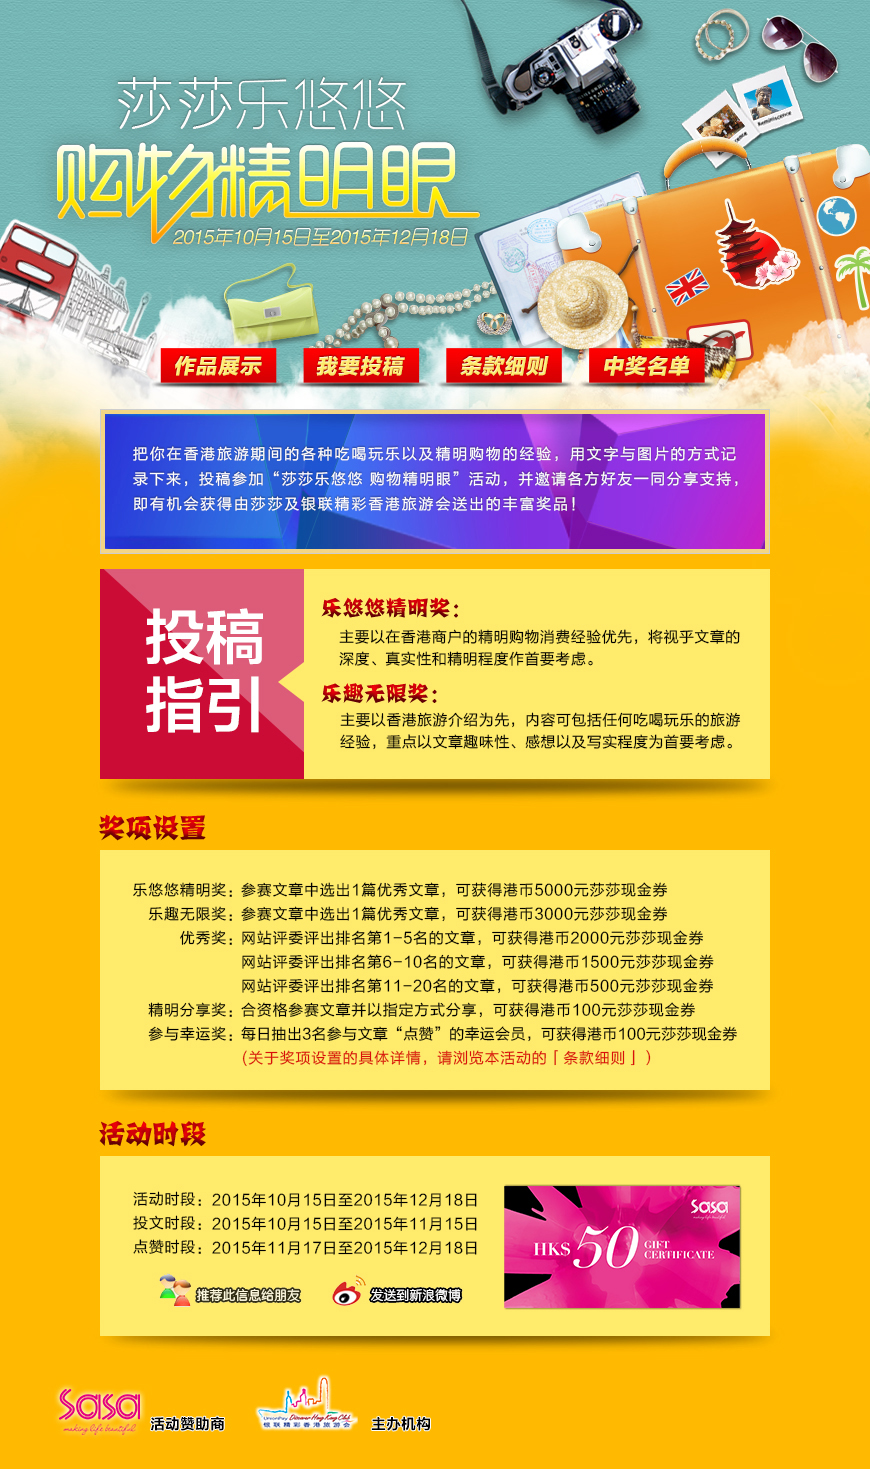 莎莎乐悠悠
购物精明眼
2015年10月15日至2015年12月18日
作品展示
我要投稿
条款细则
中奖名单
把你在香港旅游期间的各种吃喝玩乐以及精明购物的经验，用文字与图片的方式记
录下来，投稿参加“莎莎乐悠悠 购物精明眼”活动，并邀请各方好友一同分享支持，
即有机会获得由莎莎及银联精彩香港旅游会送出的丰富奖品！
投稿
指引
乐悠悠精明奖：
主要以在香港商户的精明购物消费经验优先，将视乎文章的
深度、真实性和精明程度作首要考虑。
乐趣无限奖：
主要以香港旅游介绍为先，内容可包括任何吃喝玩乐的旅游
经验，重点以文章趣味性、感想以及写实程度为首要考虑。
奖项设置
乐悠悠精明奖：参赛文章中选出1篇优秀文章，可获得港币5000元莎莎现金券
乐趣无限奖：参赛文章中选出1篇优秀文章，可获得港币3000元莎莎现金券
优秀奖：网站评委评出排名第1-5名的文章，可获得港币2000元莎莎现金券
网站评委评出排名第6-10名的文章，可获得港币1500元莎莎现金券
网站评委评出排名第11-20名的文章，可获得港币500元莎莎现金券
精明分享奖：合资格参赛文章并以指定方式分享，可获得港币100元莎莎现金券
参与幸运奖：每日抽出3名参与文章“点赞”的幸运会员，可获得港币100元莎莎现金券
(关于奖项设置的具体详情，请浏览本活动的「条款细则」)
活动时段
活动时段：2015年10月15日至2015年12月18日
投文时段：2015年10月15日至2015年11月15日
点赞时段：2015年11月17日至2015年12月18日
sasa
making life beautiful
HK$ 50 GIFT
CERTIFICATE
推荐此信息给朋友
发送到新浪微博
sasa
making life beautiful
活动赞助商
UnionPay Discover Hong Kong Club
银联精彩香港旅游会
主办机构